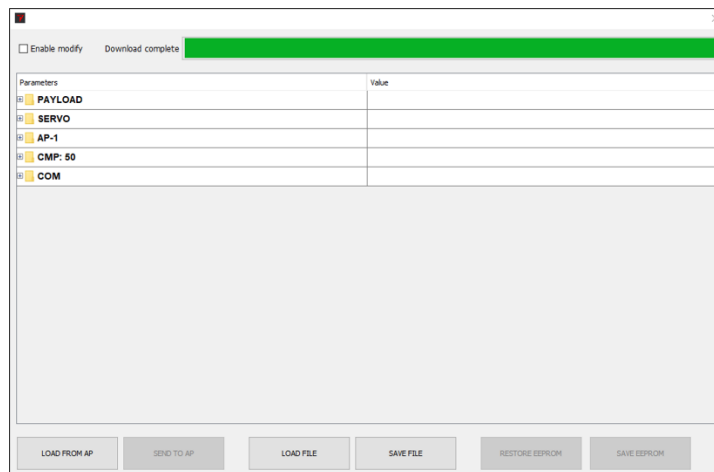 Enable modify Download complete
Parameters Value
PAYLOAD
SERVO
AP-1
CMP: 50
COM
LOAD FROM AP SEND TO AP LOAD FILE SAVE FILE RESTORE EEPROM SAVE EEPROM